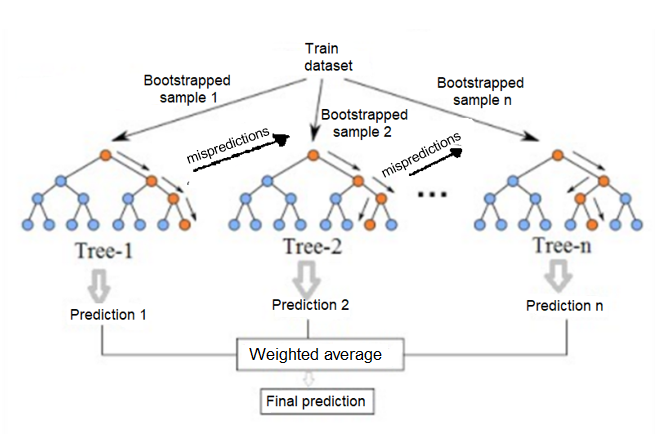 Train
dataset
Bootstrapped
sample 1
Bootstrapped
sample 2
Bootstrapped
sample n
mispredictions
mispredictions
...
Tree-1
Tree-2
Tree-n
Prediction 1
Prediction 2
Prediction n
Weighted average
Final prediction